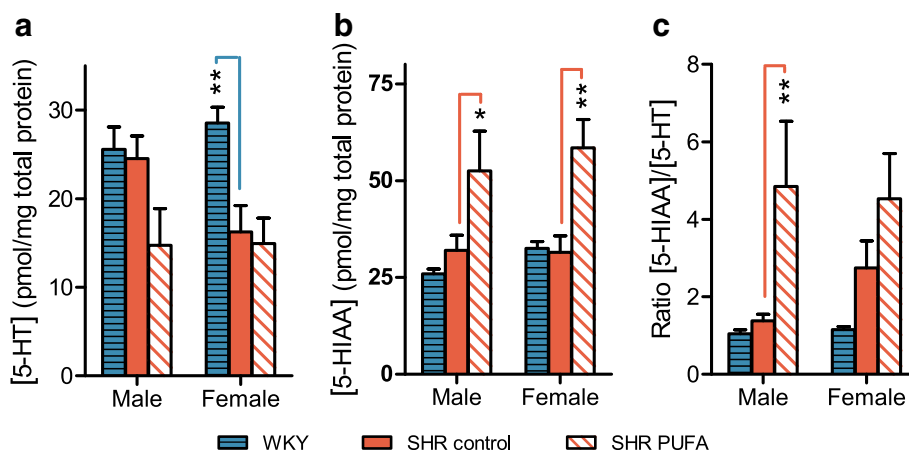 a
[5-HT] (pmol/mg total protein)
30
20
10
0
**
Male
Female
b
[5-HIAA] (pmol/mg total protein)
75
50
25
0
*
**
Male
Female
c
Ratio [5-HIAA]/[5-HT]
8
6
4
2
0
**
Male
Female
WKY
SHR control
SHR PUFA